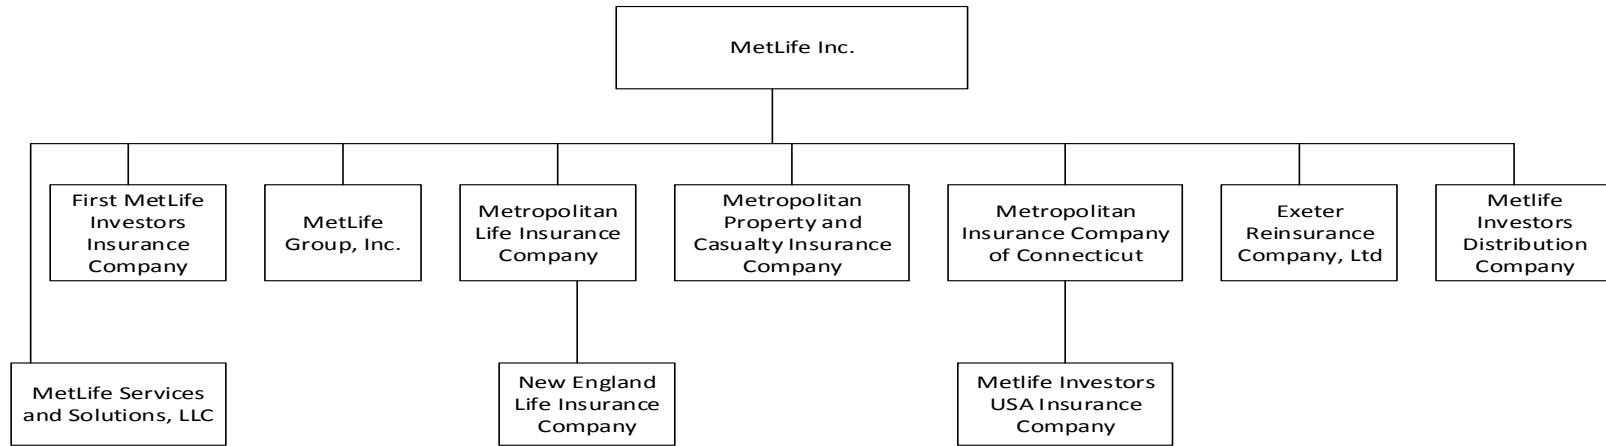 MetLife Inc.
First MetLife
Investors
Insurance
Company
MetLife
Group, Inc.
Metropolitan
Life Insurance
Company
Metropolitan
Property and
Casualty Insurance
Company
Metropolitan
Insurance Company
of Connecticut
Exeter
Reinsurance
Company, Ltd
Metlife
Investors
Distribution
Company
MetLife Services
and Solutions, LLC
New England
Life Insurance
Company
Metlife Investors
USA Insurance
Company